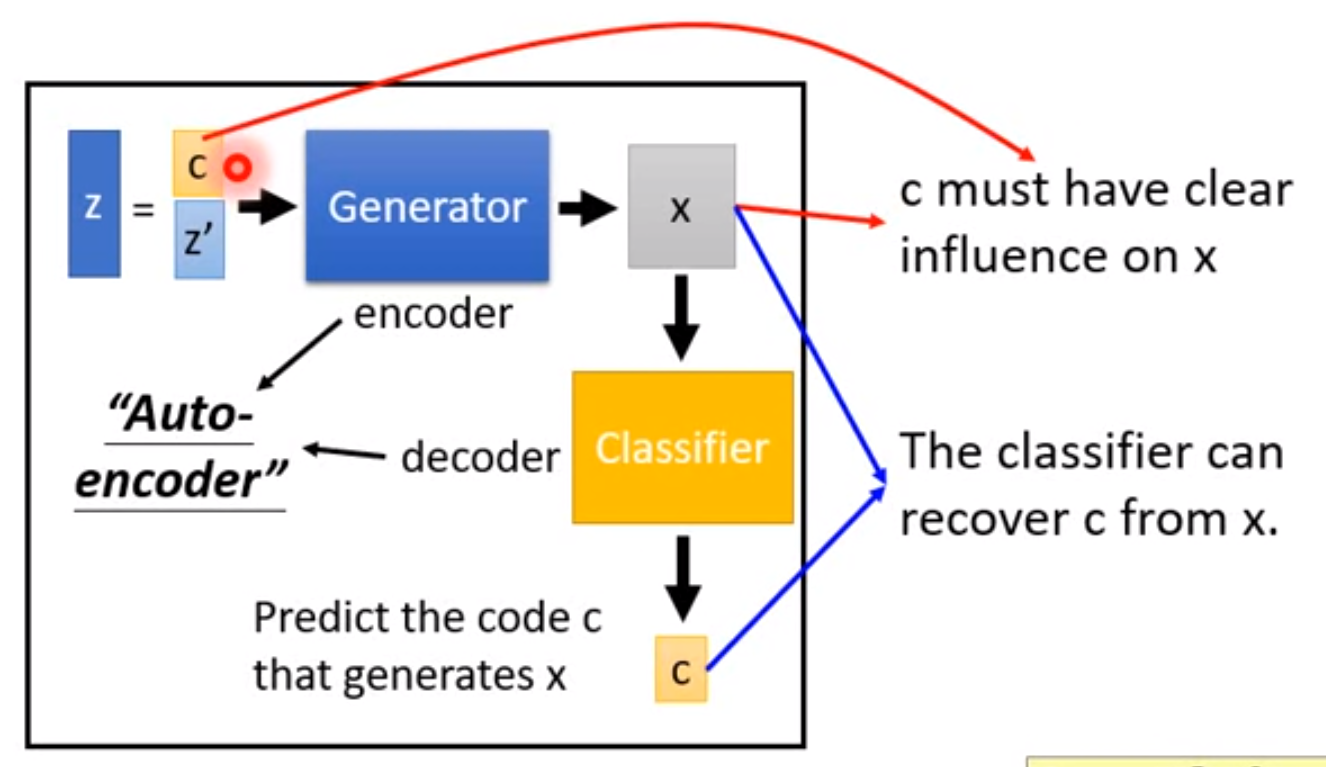 z
=
c
z’
Generator
x
c must have clear
influence on x
encoder
“Auto-
encoder”
decoder
Classifier
The classifier can
recover c from x.
Predict the code c
that generates x
c